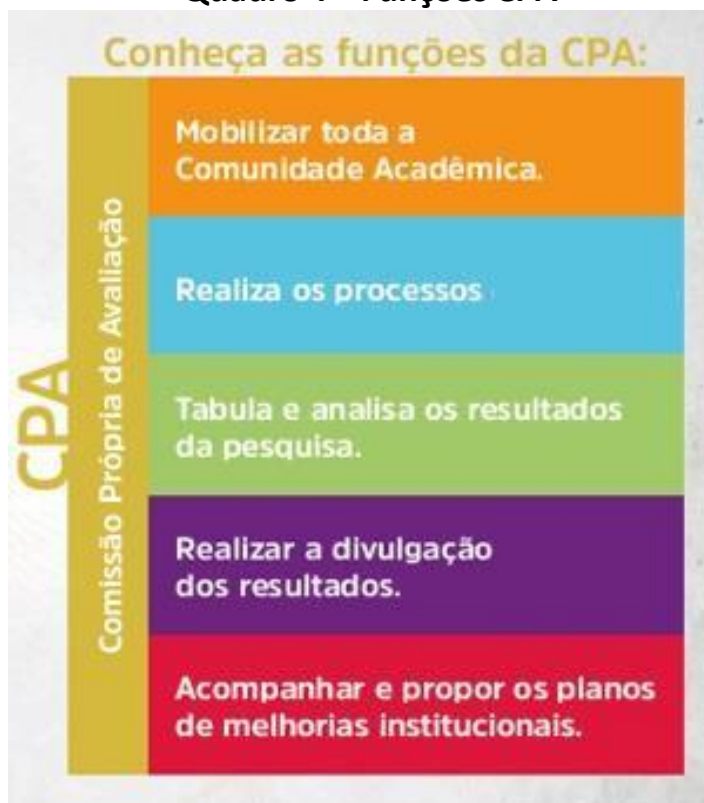 Conheça as funções da CPA:
CPA
Comissão Própria de Avaliação
Mobilizar toda a
Comunidade Acadêmica.
Realiza os processos
Tabula e analisa os resultados
da pesquisa.
Realizar a divulgação
dos resultados.
Acompanhar e propor os planos
de melhorias institucionais.